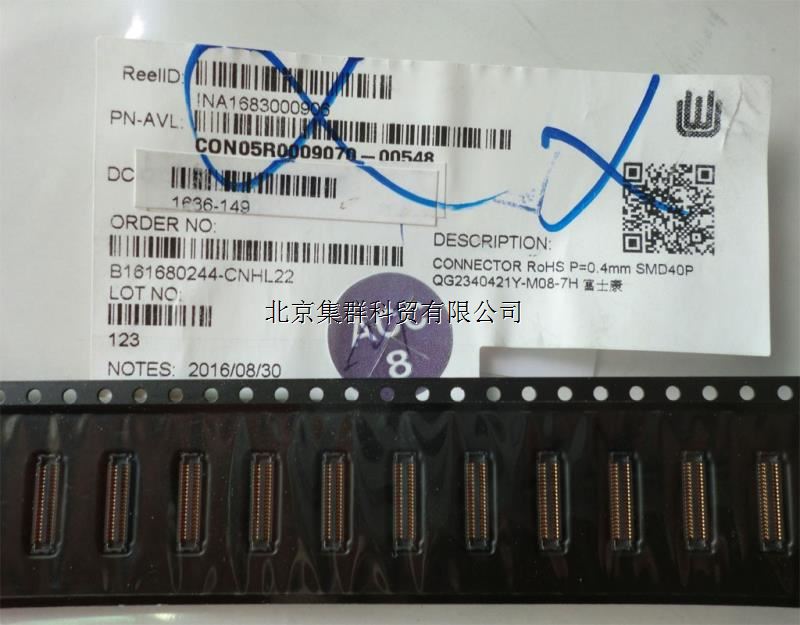 ReelID:
INA1683000906
PN-AVL:
CON05R0009070-00548
DC
1636-149
ORDER NO:
B161680244-CNHL22
LOT NO:
123
NOTES: 2016/08/30
DESCRIPTION:
CONNECTOR RoHS P=0.4mm SMD40P
QG2340421Y-M08-7H 富士康
北京集群科贸有限公司
8